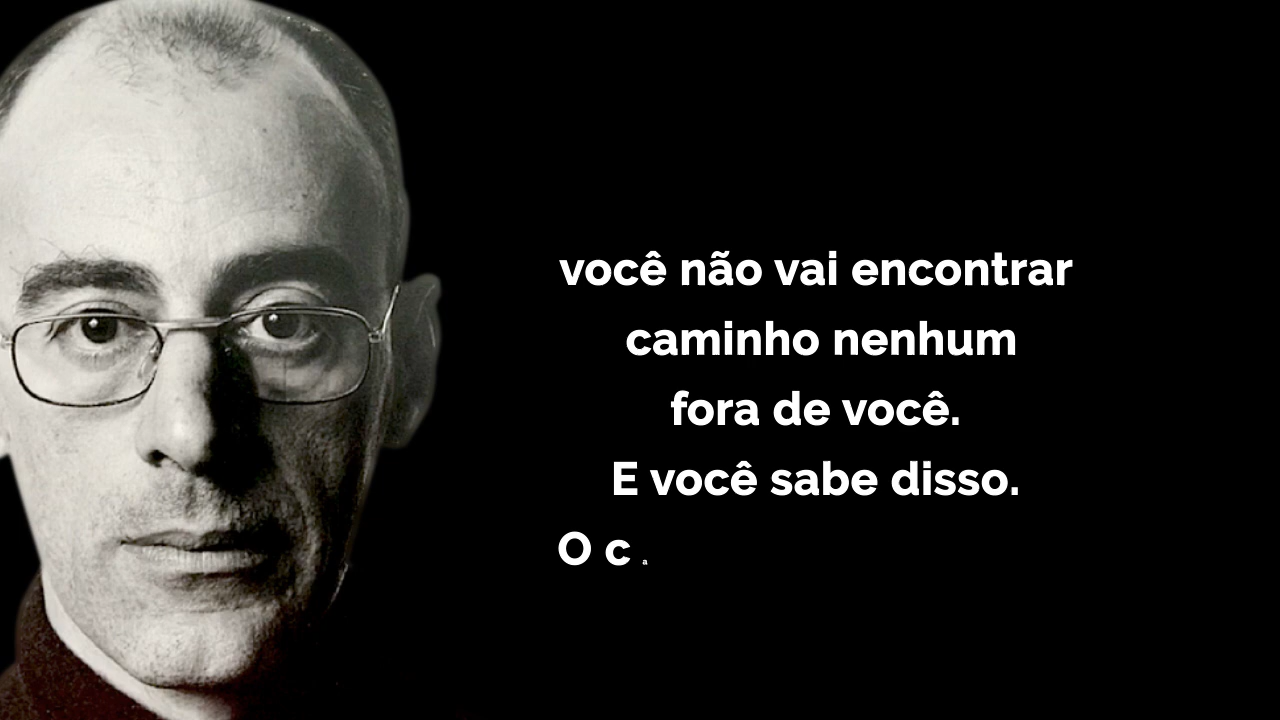 você não vai encontrar
caminho nenhum
fora de você.
E você sabe disso.
O c a